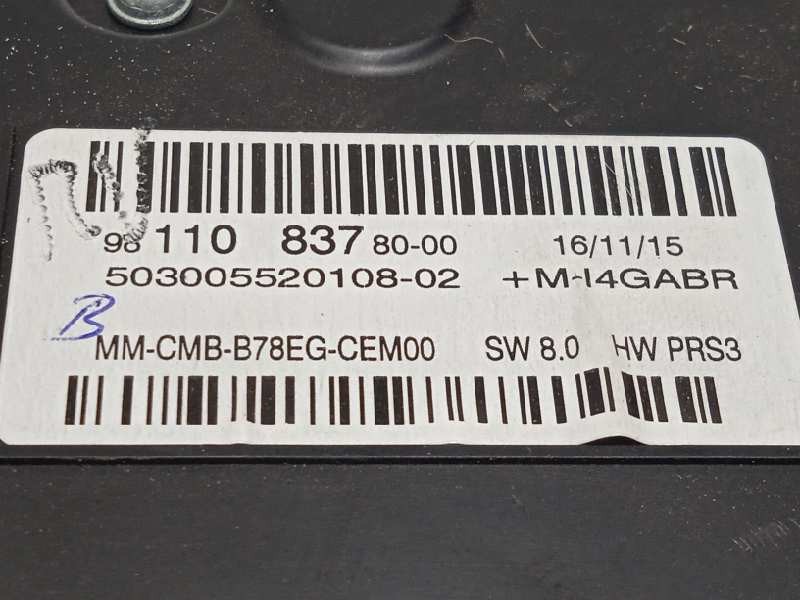 98 110 837 80-00 16/11/15
503005520108-02 +M-I4GABR
B
MM-CMB-B78EG-CEM00 SW 8.0 HW PRS3